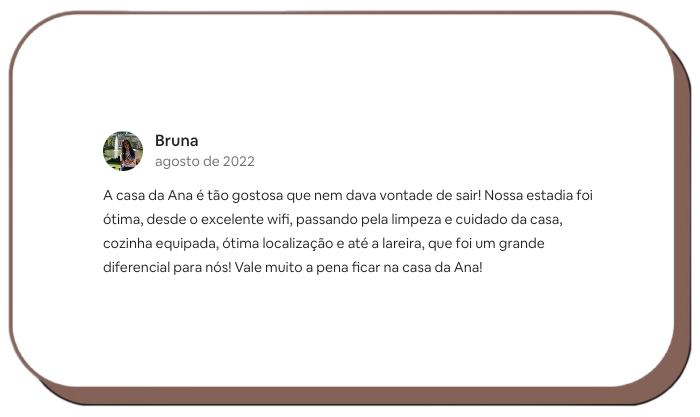 Bruna
agosto de 2022
A casa da Ana é tão gostosa que nem dava vontade de sair! Nossa estadia foi
ótima, desde o excelente wifi, passando pela limpeza e cuidado da casa,
cozinha equipada, ótima localização e até a lareira, que foi um grande
diferencial para nós! Vale muito a pena ficar na casa da Ana!